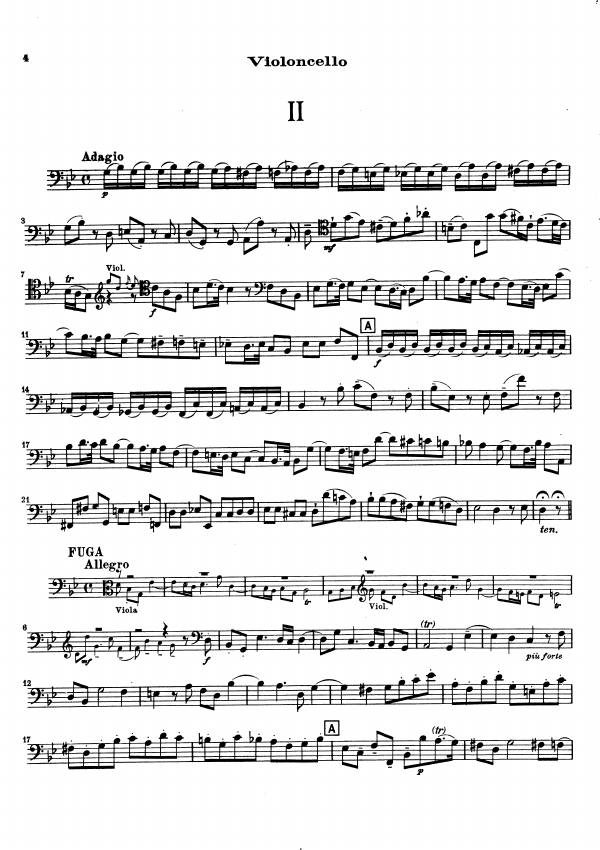 4
Violoncello
II
Adagio
p
3
mf
7
tr
Viol.
f
11
A
f
14
17
21
ten.
FUGA
Allegro
Viola
Viol.
tr
6
mf
f
(tr)
più forte
12
17
A
p
(tr)